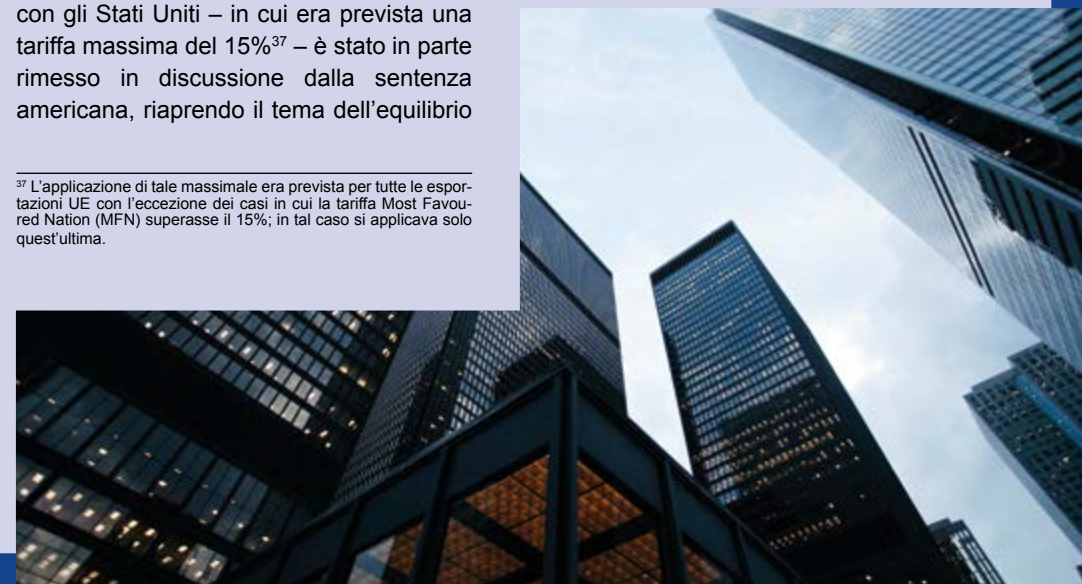 con gli Stati Uniti – in cui era prevista una
tariffa massima del 15%³⁷ – è stato in parte
rimesso in discussione dalla sentenza
americana, riaprendo il tema dell’equilibrio
³⁷ L’applicazione di tale massimale era prevista per tutte le espor-
tazioni UE con l’eccezione dei casi in cui la tariffa Most Favou-
red Nation (MFN) superasse il 15%; in tal caso si applicava solo
quest’ultima.